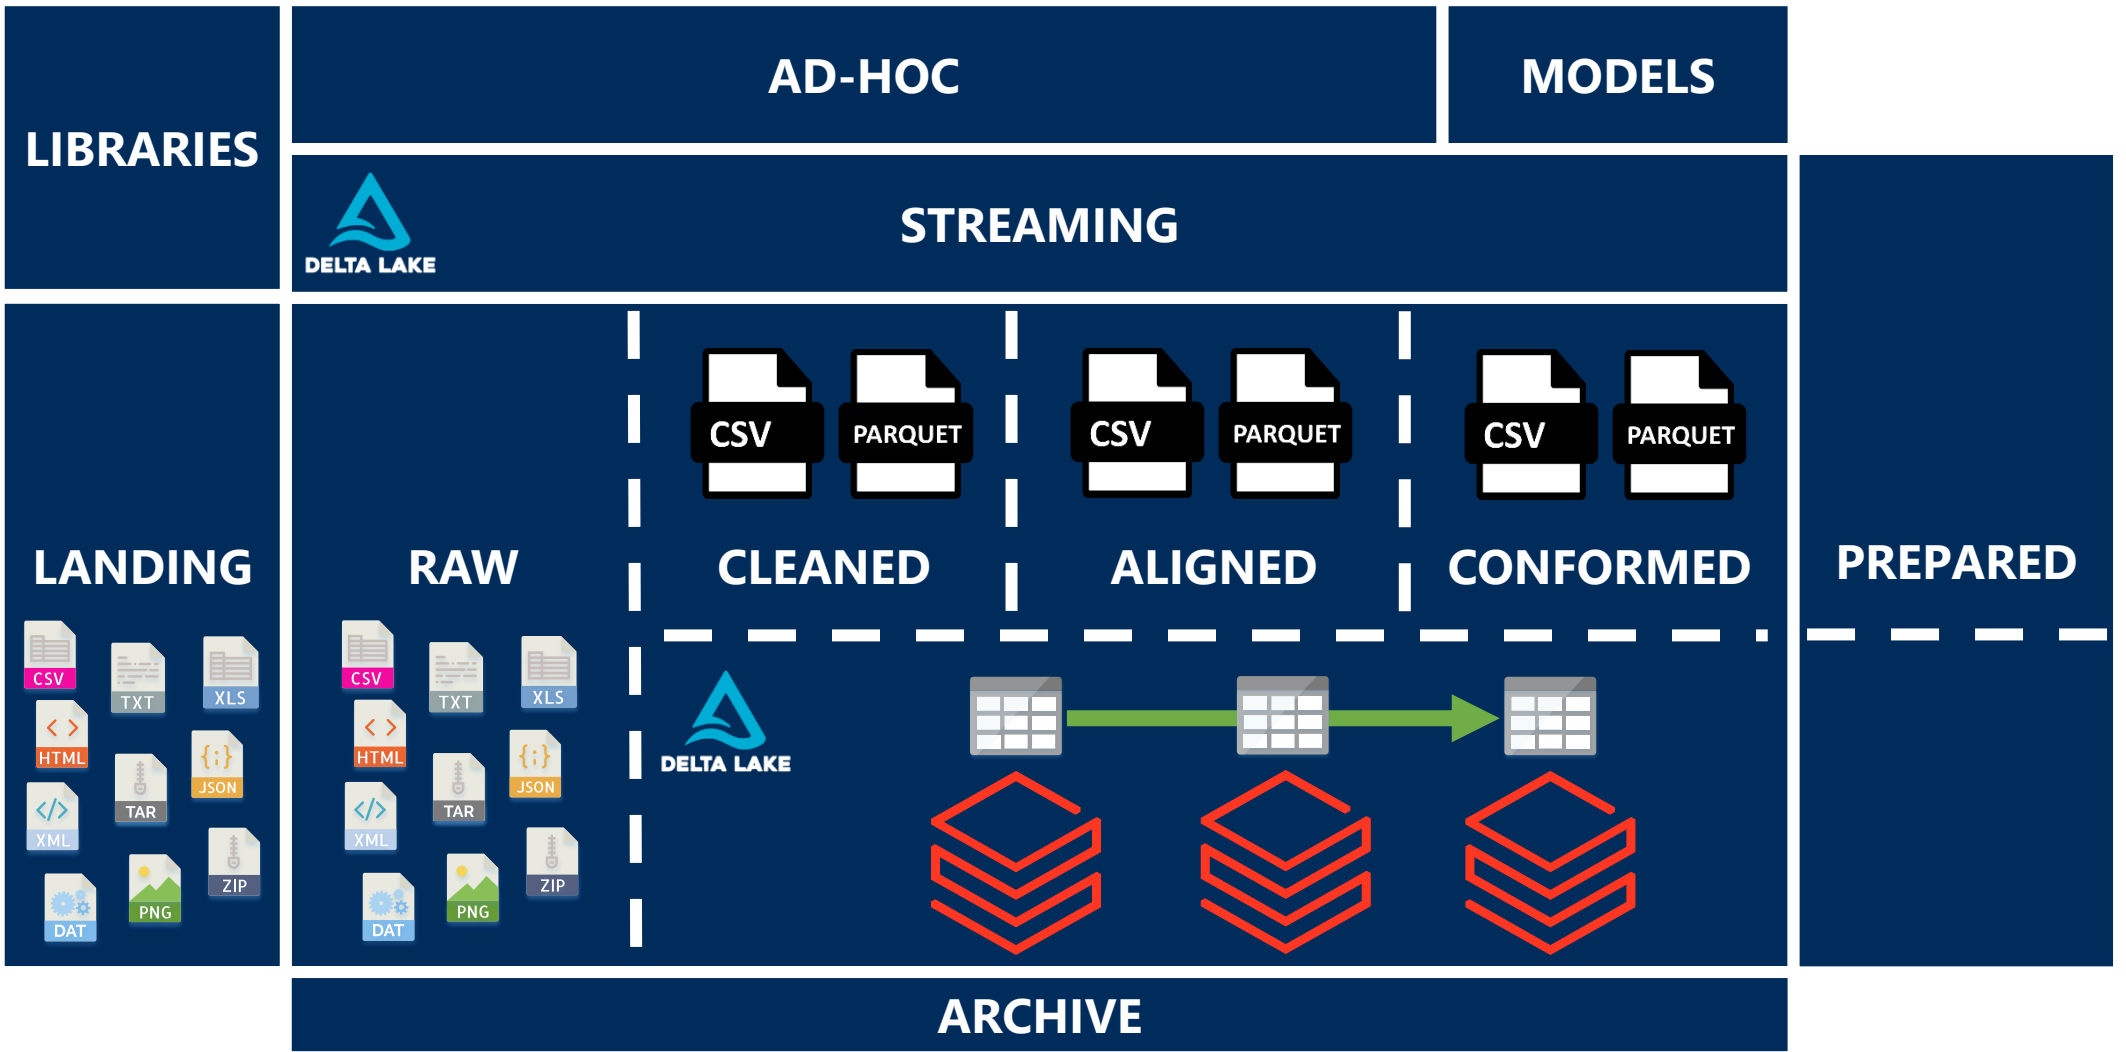 LIBRARIES
AD-HOC
MODELS
DELTA LAKE
STREAMING
LANDING
CSV
TXT
XLS
HTML
JSON
XML
TAR
ZIP
PNG
DAT
RAW
CSV
TXT
XLS
HTML
JSON
XML
TAR
ZIP
PNG
DAT
CSV
PARQUET
CLEANED
CSV
PARQUET
ALIGNED
CSV
PARQUET
CONFORMED
DELTA LAKE
PREPARED
ARCHIVE